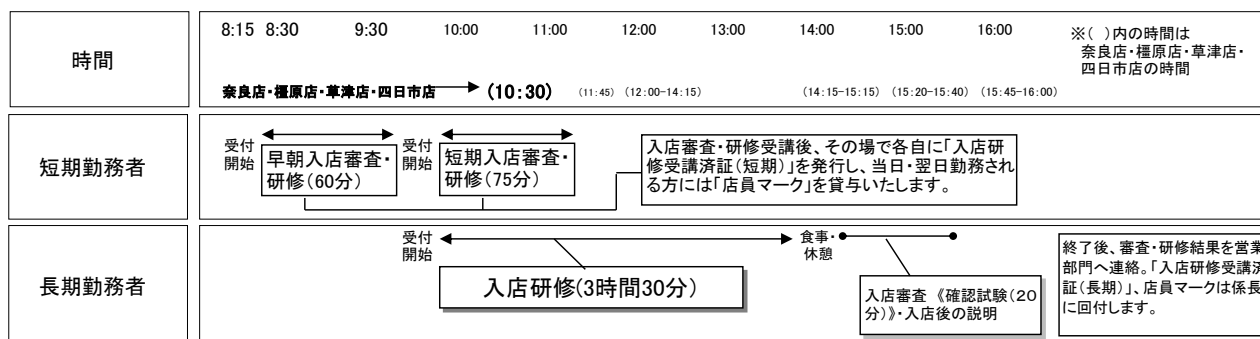 時間
8:15 8:30 9:30 10:00 11:00 12:00 13:00 14:00 15:00 16:00
※( )内の時間は
奈良店・橿原店・草津店・
四日市店の時間
奈良店・橿原店・草津店・四日市店 (10:30) (11:45) (12:00-14:15) (14:15-15:15) (15:20-15:40) (15:45-16:00)
短期勤務者
受付
開始
早朝入店審査・
研修(60分)
受付
開始
短期入店審査・
研修(75分)
入店審査・研修受講後、その場で各自に「入店研
修受講済証(短期)」を発行し、当日・翌日勤務され
る方には「店員マーク」を貸与いたします。
長期勤務者
受付
開始
入店研修(3時間30分)
食事・
休憩
入店審査 《確認試験(20
分)》・入店後の説明
終了後、審査・研修結果を営業
部門へ連絡。「入店研修受講済
証(長期)」、店員マークは係長
に回付します。